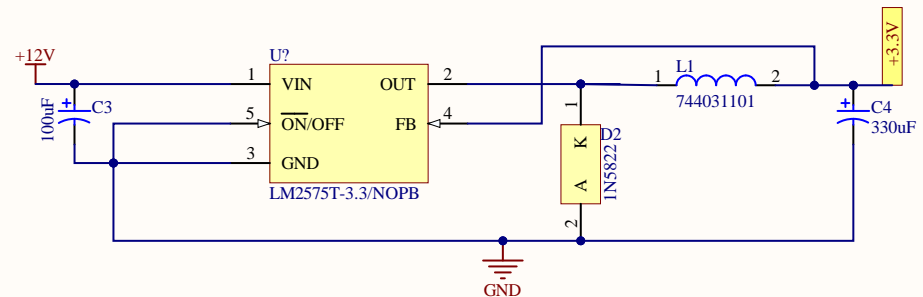 +12V
U?
+3.3V
1
VIN
OUT
2
L1
1
2
744031101
C3
100uF
5
ON/OFF
FB
4
1
C4
330uF
D2
K
1N5822
3
GND
A
LM2575T-3.3/NOPB
2
GND